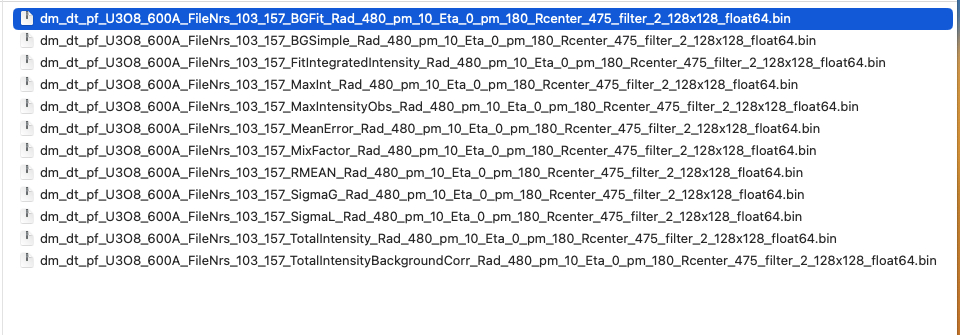 dm_dt_pf_U3O8_600A_FileNrs_103_157_BGFit_Rad_480_pm_10_Eta_0_pm_180_Rcenter_475_filter_2_128x128_float64.bin
dm_dt_pf_U3O8_600A_FileNrs_103_157_BGSimple_Rad_480_pm_10_Eta_0_pm_180_Rcenter_475_filter_2_128x128_float64.bin
dm_dt_pf_U3O8_600A_FileNrs_103_157_FitIntegratedIntensity_Rad_480_pm_10_Eta_0_pm_180_Rcenter_475_filter_2_128x128_float64.bin
dm_dt_pf_U3O8_600A_FileNrs_103_157_MaxInt_Rad_480_pm_10_Eta_0_pm_180_Rcenter_475_filter_2_128x128_float64.bin
dm_dt_pf_U3O8_600A_FileNrs_103_157_MaxIntensityObs_Rad_480_pm_10_Eta_0_pm_180_Rcenter_475_filter_2_128x128_float64.bin
dm_dt_pf_U3O8_600A_FileNrs_103_157_MeanError_Rad_480_pm_10_Eta_0_pm_180_Rcenter_475_filter_2_128x128_float64.bin
dm_dt_pf_U3O8_600A_FileNrs_103_157_MixFactor_Rad_480_pm_10_Eta_0_pm_180_Rcenter_475_filter_2_128x128_float64.bin
dm_dt_pf_U3O8_600A_FileNrs_103_157_RMEAN_Rad_480_pm_10_Eta_0_pm_180_Rcenter_475_filter_2_128x128_float64.bin
dm_dt_pf_U3O8_600A_FileNrs_103_157_SigmaG_Rad_480_pm_10_Eta_0_pm_180_Rcenter_475_filter_2_128x128_float64.bin
dm_dt_pf_U3O8_600A_FileNrs_103_157_SigmaL_Rad_480_pm_10_Eta_0_pm_180_Rcenter_475_filter_2_128x128_float64.bin
dm_dt_pf_U3O8_600A_FileNrs_103_157_TotalIntensity_Rad_480_pm_10_Eta_0_pm_180_Rcenter_475_filter_2_128x128_float64.bin
dm_dt_pf_U3O8_600A_FileNrs_103_157_TotalIntensityBackgroundCorr_Rad_480_pm_10_Eta_0_pm_180_Rcenter_475_filter_2_128x128_float64.bin